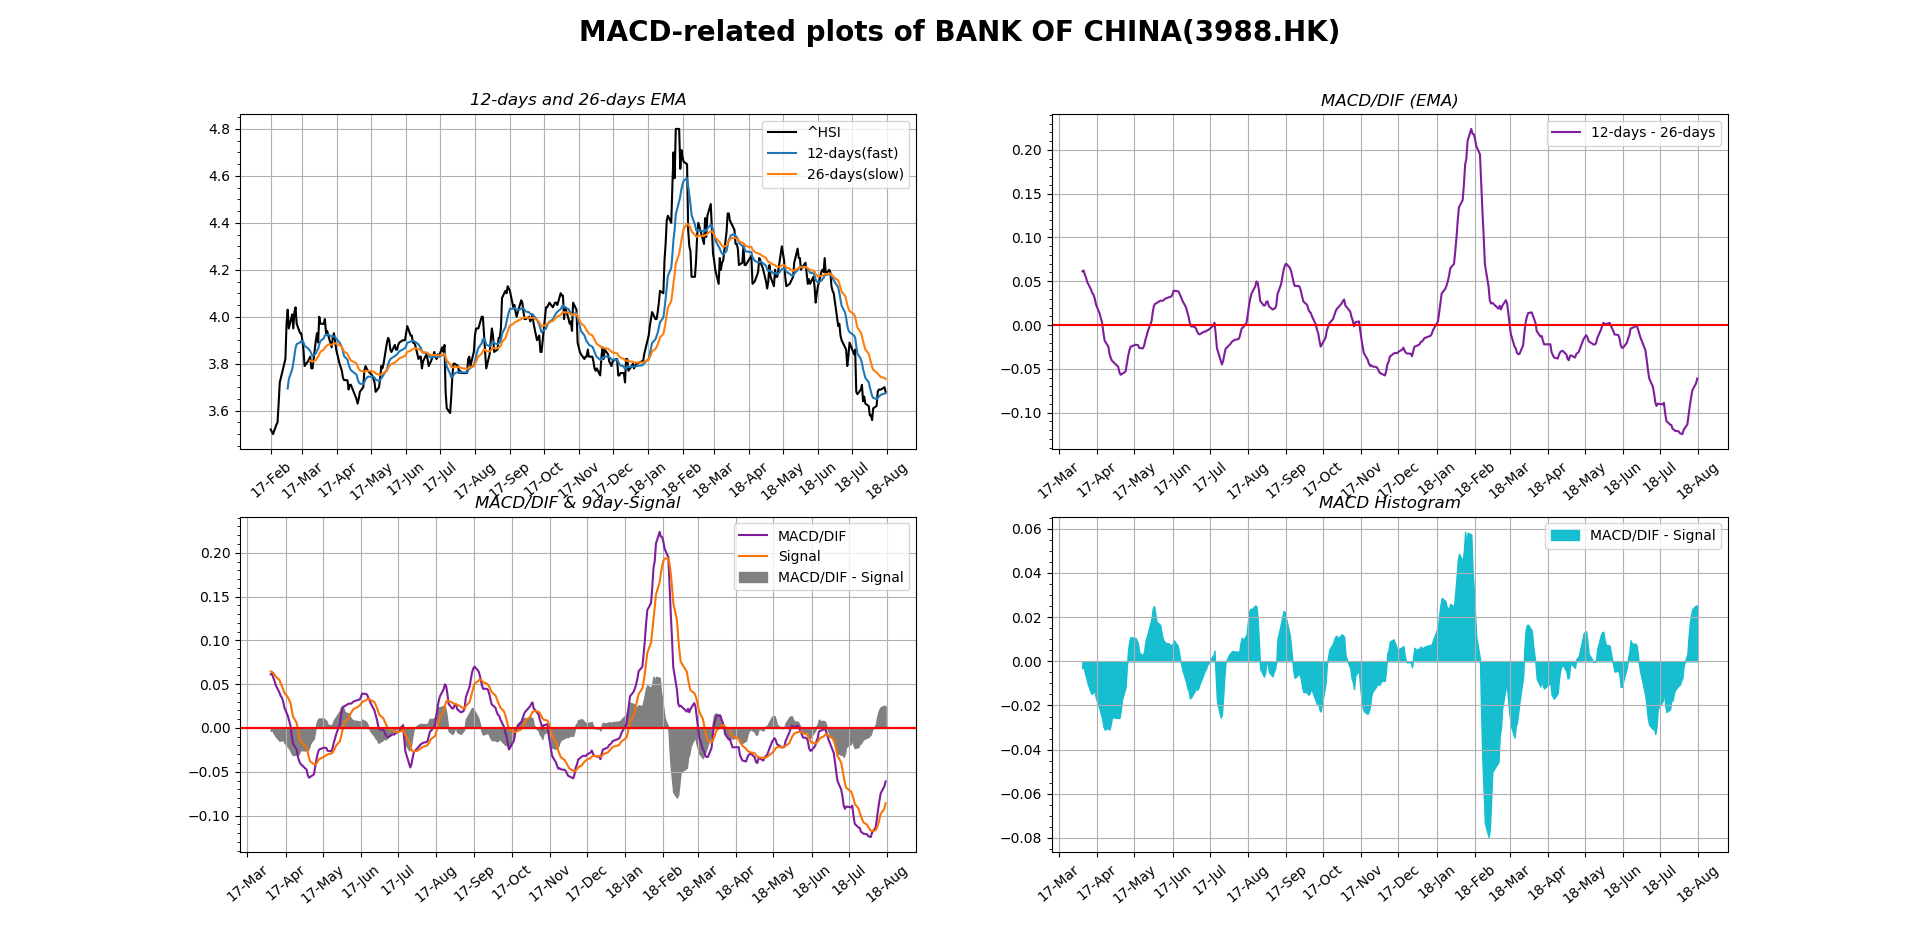 MACD-related plots of BANK OF CHINA(3988.HK)
12-days and 26-days EMA
^HSI
12-days(fast)
26-days(slow)
4.8
4.6
4.4
4.2
4.0
3.8
3.6
17-Feb 17-Mar 17-Apr 17-May 17-Jun 17-Jul 17-Aug 17-Sep 17-Oct 17-Nov 17-Dec 18-Jan 18-Feb 18-Mar 18-Apr 18-May 18-Jun 18-Jul 18-Aug
MACD/DIF (EMA)
12-days - 26-days
0.20
0.15
0.10
0.05
0.00
−0.05
−0.10
17-Mar 17-Apr 17-May 17-Jun 17-Jul 17-Aug 17-Sep 17-Oct 17-Nov 17-Dec 18-Jan 18-Feb 18-Mar 18-Apr 18-May 18-Jun 18-Jul 18-Aug
MACD/DIF & 9day-Signal
MACD/DIF
Signal
MACD/DIF - Signal
0.20
0.15
0.10
0.05
0.00
−0.05
−0.10
17-Mar 17-Apr 17-May 17-Jun 17-Jul 17-Aug 17-Sep 17-Oct 17-Nov 17-Dec 18-Jan 18-Feb 18-Mar 18-Apr 18-May 18-Jun 18-Jul 18-Aug
MACD Histogram
MACD/DIF - Signal
0.06
0.04
0.02
0.00
−0.02
−0.04
−0.06
−0.08
17-Mar 17-Apr 17-May 17-Jun 17-Jul 17-Aug 17-Sep 17-Oct 17-Nov 17-Dec 18-Jan 18-Feb 18-Mar 18-Apr 18-May 18-Jun 18-Jul 18-Aug